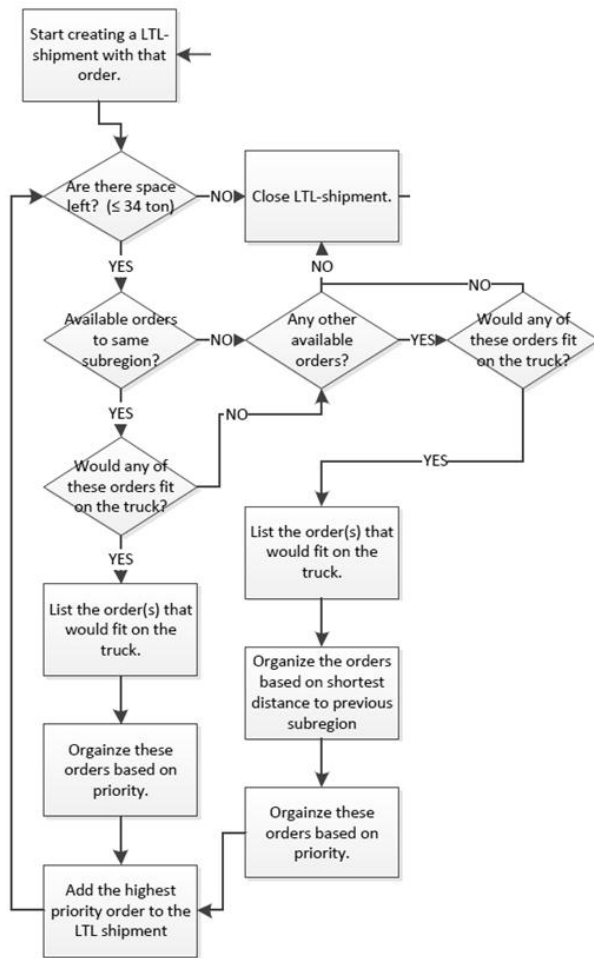 Start creating a LTL-
shipment with that
order.
Are there space
left? (≤ 34 ton)
NO
Close LTL-shipment.
YES
NO
NO
Available orders
to same
subregion?
NO
Any other
available
orders?
YES
Would any of
these orders fit
on the truck?
YES
NO
Would any of
these orders fit
on the truck?
YES
YES
List the order(s) that
would fit on the
truck.
List the order(s) that
would fit on the
truck.
Organize the orders
based on shortest
distance to previous
subregion
Orgainze these
orders based on
priority.
Orgainze these
orders based on
priority.
Add the highest
priority order to the
LTL shipment